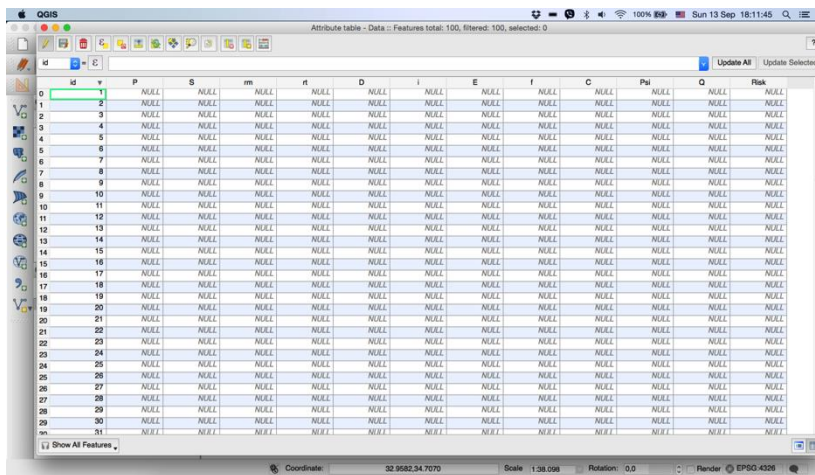 QGIS 100% Sun 13 Sep 18:11:45 Q
Attribute table - Data :: Features total: 100, filtered: 100, selected: 0
?
id = ε Update All Update Selected
id P S rm rt D i E f C Psi Q Risk
0 1 NULL NULL NULL NULL NULL NULL NULL NULL NULL NULL NULL NULL
1 2 NULL NULL NULL NULL NULL NULL NULL NULL NULL NULL NULL NULL
2 3 NULL NULL NULL NULL NULL NULL NULL NULL NULL NULL NULL NULL
3 4 NULL NULL NULL NULL NULL NULL NULL NULL NULL NULL NULL NULL
4 5 NULL NULL NULL NULL NULL NULL NULL NULL NULL NULL NULL NULL
5 6 NULL NULL NULL NULL NULL NULL NULL NULL NULL NULL NULL NULL
6 7 NULL NULL NULL NULL NULL NULL NULL NULL NULL NULL NULL NULL
7 8 NULL NULL NULL NULL NULL NULL NULL NULL NULL NULL NULL NULL
8 9 NULL NULL NULL NULL NULL NULL NULL NULL NULL NULL NULL NULL
9 10 NULL NULL NULL NULL NULL NULL NULL NULL NULL NULL NULL NULL
10 11 NULL NULL NULL NULL NULL NULL NULL NULL NULL NULL NULL NULL
11 12 NULL NULL NULL NULL NULL NULL NULL NULL NULL NULL NULL NULL
12 13 NULL NULL NULL NULL NULL NULL NULL NULL NULL NULL NULL NULL
13 14 NULL NULL NULL NULL NULL NULL NULL NULL NULL NULL NULL NULL
14 15 NULL NULL NULL NULL NULL NULL NULL NULL NULL NULL NULL NULL
15 16 NULL NULL NULL NULL NULL NULL NULL NULL NULL NULL NULL NULL
16 17 NULL NULL NULL NULL NULL NULL NULL NULL NULL NULL NULL NULL
17 18 NULL NULL NULL NULL NULL NULL NULL NULL NULL NULL NULL NULL
18 19 NULL NULL NULL NULL NULL NULL NULL NULL NULL NULL NULL NULL
19 20 NULL NULL NULL NULL NULL NULL NULL NULL NULL NULL NULL NULL
20 21 NULL NULL NULL NULL NULL NULL NULL NULL NULL NULL NULL NULL
21 22 NULL NULL NULL NULL NULL NULL NULL NULL NULL NULL NULL NULL
22 23 NULL NULL NULL NULL NULL NULL NULL NULL NULL NULL NULL NULL
23 24 NULL NULL NULL NULL NULL NULL NULL NULL NULL NULL NULL NULL
24 25 NULL NULL NULL NULL NULL NULL NULL NULL NULL NULL NULL NULL
25 26 NULL NULL NULL NULL NULL NULL NULL NULL NULL NULL NULL NULL
26 27 NULL NULL NULL NULL NULL NULL NULL NULL NULL NULL NULL NULL
27 28 NULL NULL NULL NULL NULL NULL NULL NULL NULL NULL NULL NULL
28 29 NULL NULL NULL NULL NULL NULL NULL NULL NULL NULL NULL NULL
29 30 NULL NULL NULL NULL NULL NULL NULL NULL NULL NULL NULL NULL
30 31 NULL NULL NULL NULL NULL NULL NULL NULL NULL NULL NULL NULL
Show All Features
Coordinate: 32.9582,34.7070 Scale 1:38.098 Rotation: 0,0 Render EPSG:4326